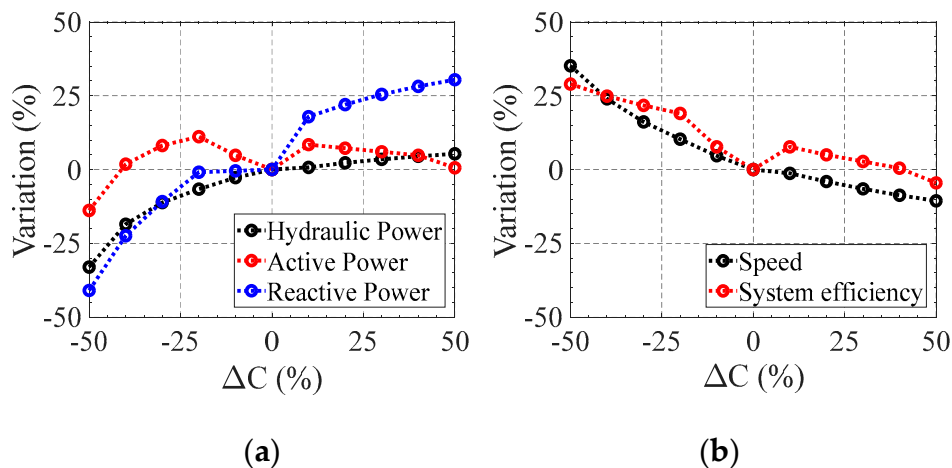 50
25
0
-25
-50
Variation (%)
Hydraulic Power
Active Power
Reactive Power
-50 -25 0 25 50
ΔC (%)
(a)
50
25
0
-25
-50
Variation (%)
Speed
System efficiency
-50 -25 0 25 50
ΔC (%)
(b)